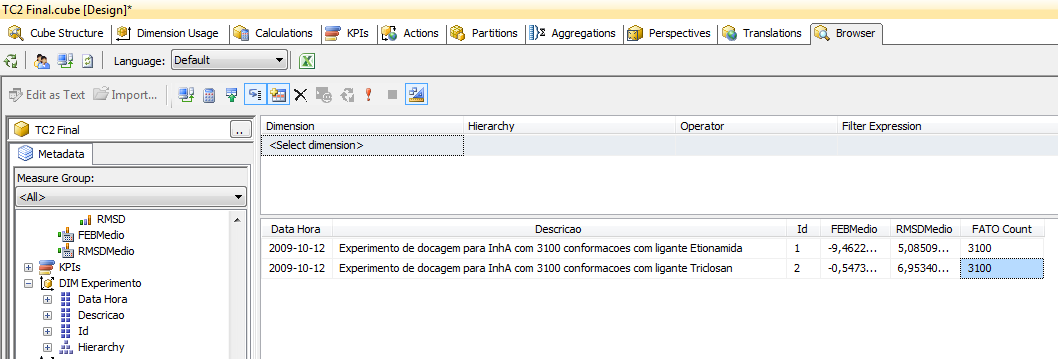 TC2 Final.cube [Design]*
Cube Structure Dimension Usage Calculations KPIs Actions Partitions Aggregations Perspectives Translations Browser
Language: Default
Edit as Text Import...
TC2 Final ..
Metadata
Measure Group:
<All>
RMSD
FEBMedio
RMSDMedio
KPIs
DIM Experimento
Data Hora
Descricao
Id
Hierarchy
Dimension Hierarchy Operator Filter Expression
<Select dimension>
Data Hora Descricao Id FEBMedio RMSDMedio FATO Count
2009-10-12 Experimento de docagem para InhA com 3100 conformacoes com ligante Etionamida 1 -9,4622... 5,08509... 3100
2009-10-12 Experimento de docagem para InhA com 3100 conformacoes com ligante Triclosan 2 -0,5473... 6,95340... 3100